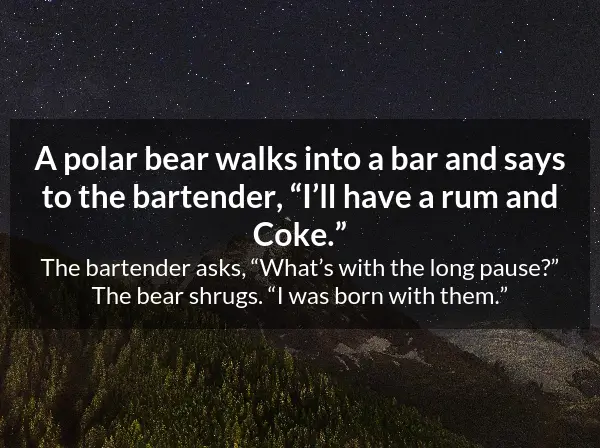 A polar bear walks into a bar and says
to the bartender, “I’ll have a rum and
Coke.”
The bartender asks, “What’s with the long pause?”
The bear shrugs. “I was born with them.”